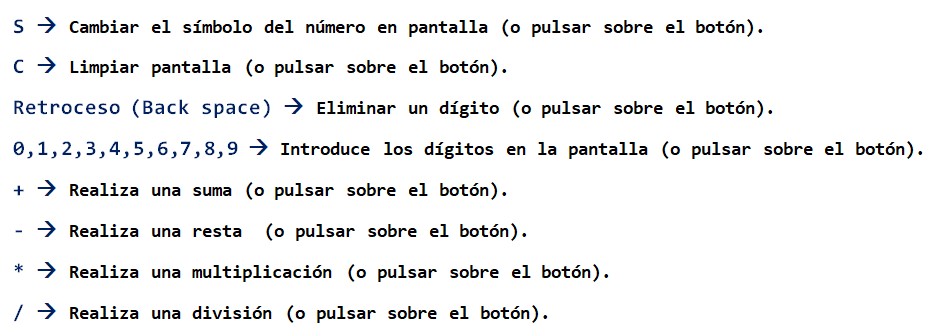 S → Cambiar el símbolo del número en pantalla (o pulsar sobre el botón).
C → Limpiar pantalla (o pulsar sobre el botón).
Retroceso (Back space) → Eliminar un dígito (o pulsar sobre el botón).
0,1,2,3,4,5,6,7,8,9 → Introduce los dígitos en la pantalla (o pulsar sobre el botón).
+ → Realiza una suma (o pulsar sobre el botón).
- → Realiza una resta  (o pulsar sobre el botón).
* → Realiza una multiplicación (o pulsar sobre el botón).
/ → Realiza una división (o pulsar sobre el botón).